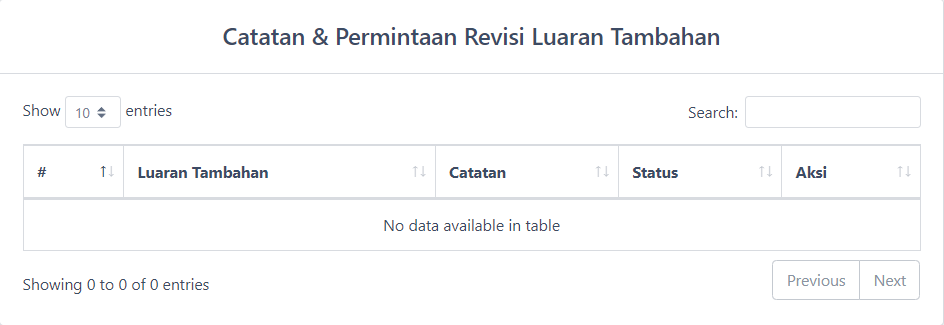 Catatan & Permintaan Revisi Luaran Tambahan
Show 10 entries Search:
# Luaran Tambahan Catatan Status Aksi
No data available in table
Showing 0 to 0 of 0 entries Previous Next